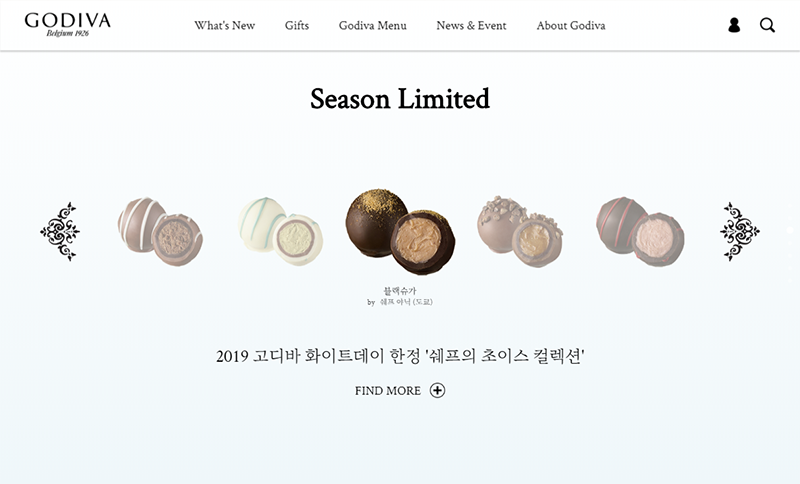 GODIVA
Belgium 1926
What's New
Gifts
Godiva Menu
News & Event
About Godiva
Season Limited
블랙슈가
by 쉐프 야닉 (도쿄)
2019 고디바 화이트데이 한정 '쉐프의 초이스 컬렉션'
FIND MORE